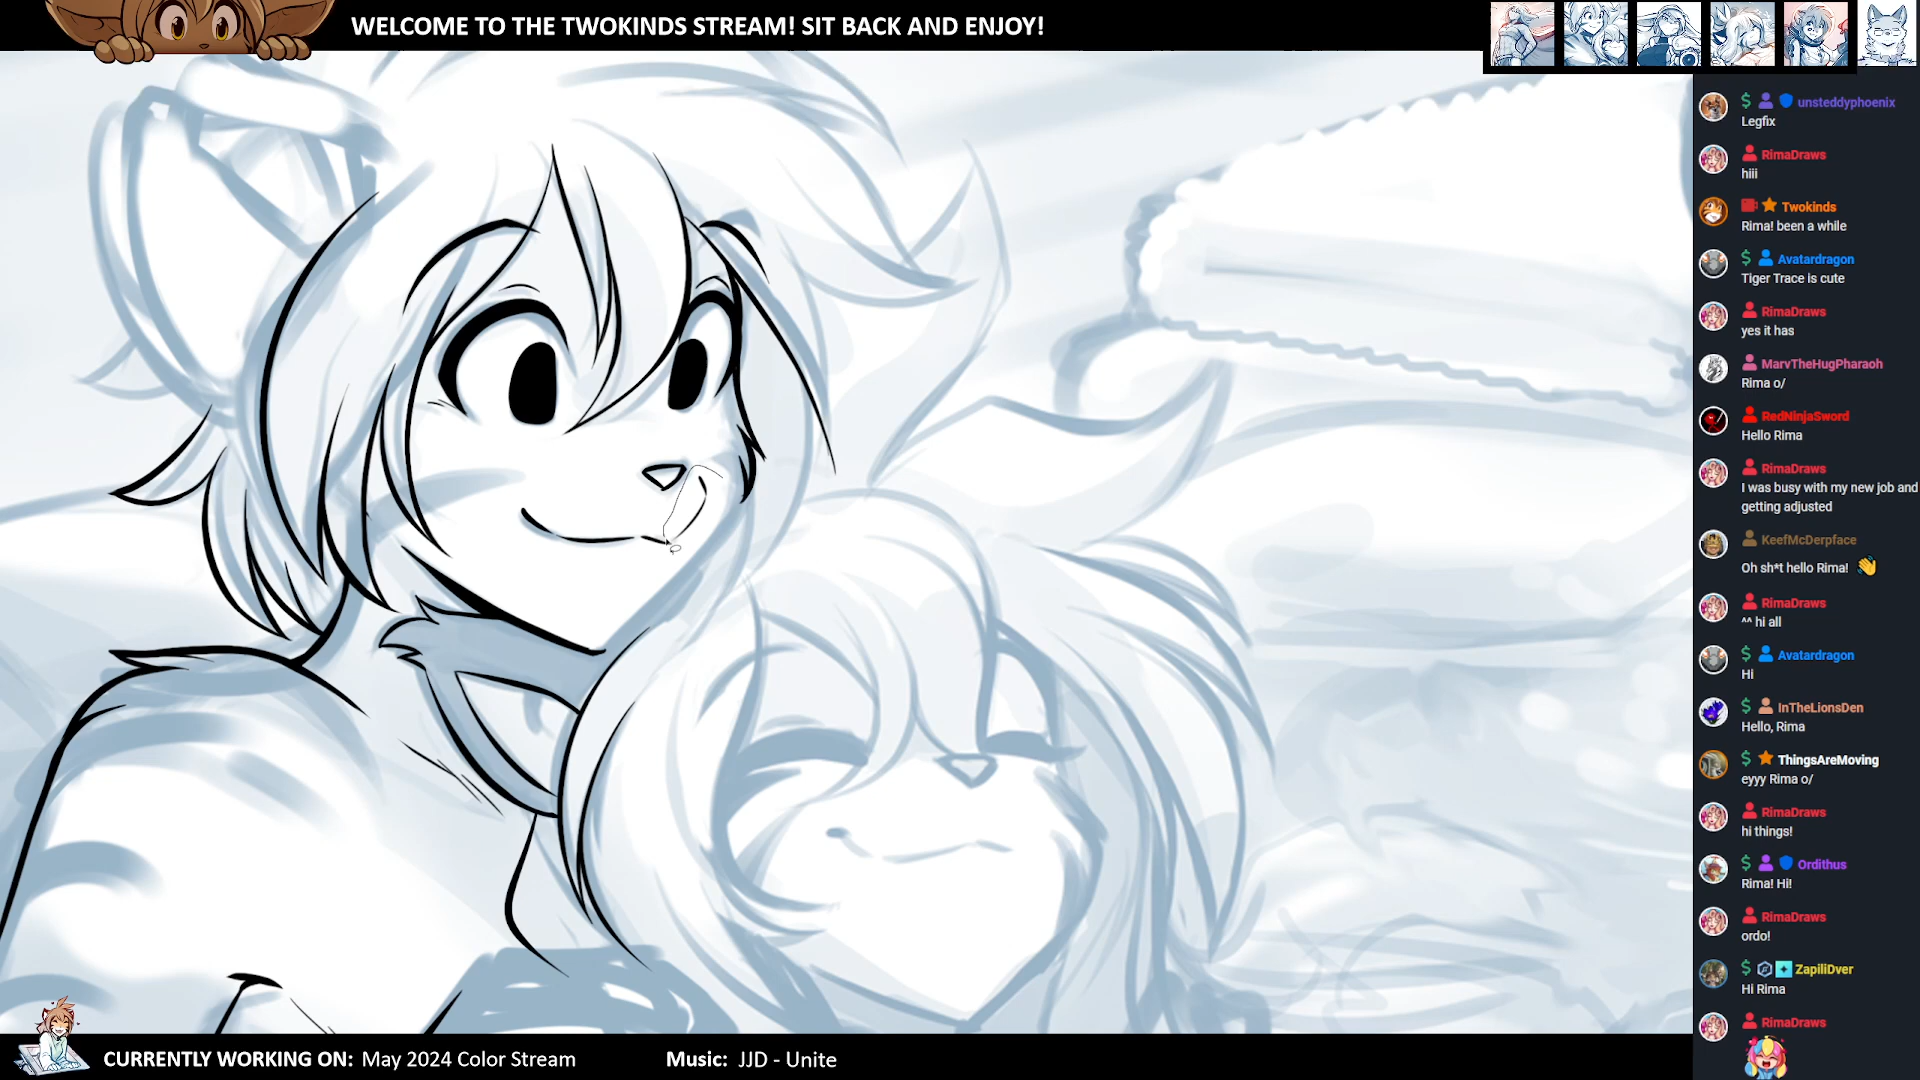 WELCOME TO THE TWOKINDS STREAM! SIT BACK AND ENJOY!
unsteddyphoenix
Legfix
RimaDraws
hiii
Twokinds
Rima! been a while
Avatardragon
Tiger Trace is cute
RimaDraws
yes it has
MarvTheHugPharaoh
Rima o/
RedNinjaSword
Hello Rima
RimaDraws
I was busy with my new job and
getting adjusted
KeefMcDerpface
Oh sh*t hello Rima! 👋
RimaDraws
^^ hi all
Avatardragon
Hi
InTheLionsDen
Hello, Rima
ThingsAreMoving
eyyy Rima o/
RimaDraws
hi things!
Ordithus
Rima! Hi!
RimaDraws
ordo!
ZapiliDver
Hi Rima
RimaDraws
CURRENTLY WORKING ON: May 2024 Color Stream
Music: JJD - Unite